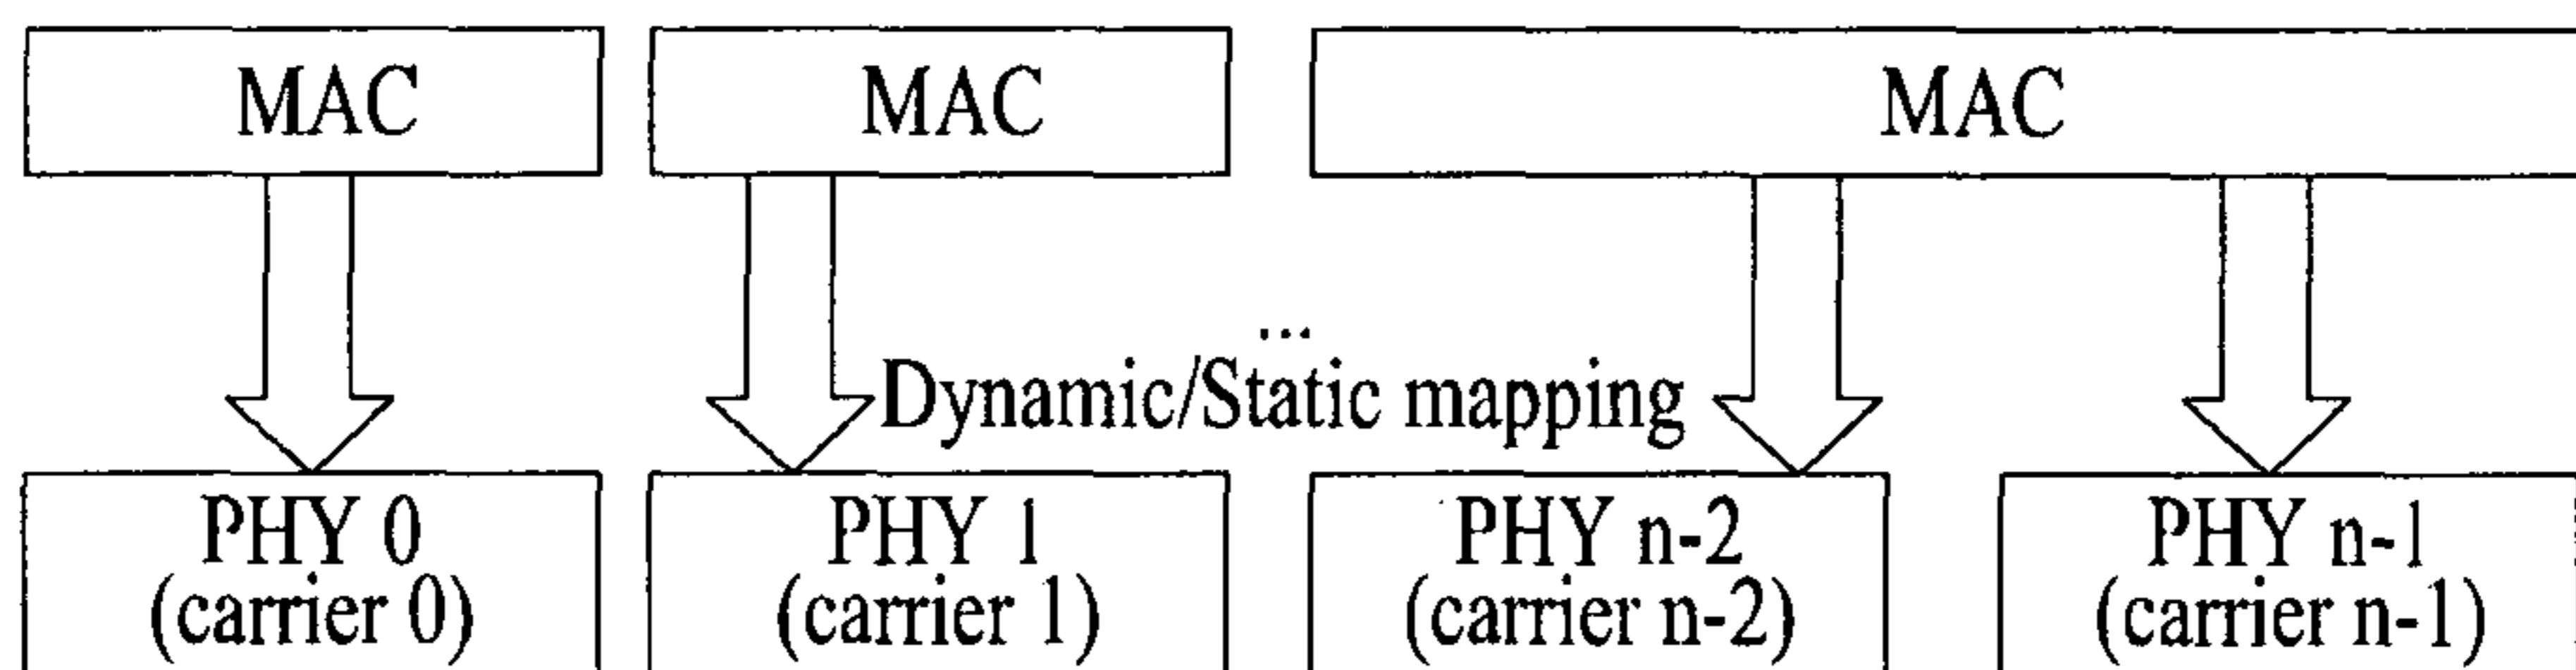 MAC
MAC
MAC
...
Dynamic/Static mapping
PHY 0
(carrier 0)
PHY 1
(carrier 1)
PHY n-2
(carrier n-2)
PHY n-1
(carrier n-1)